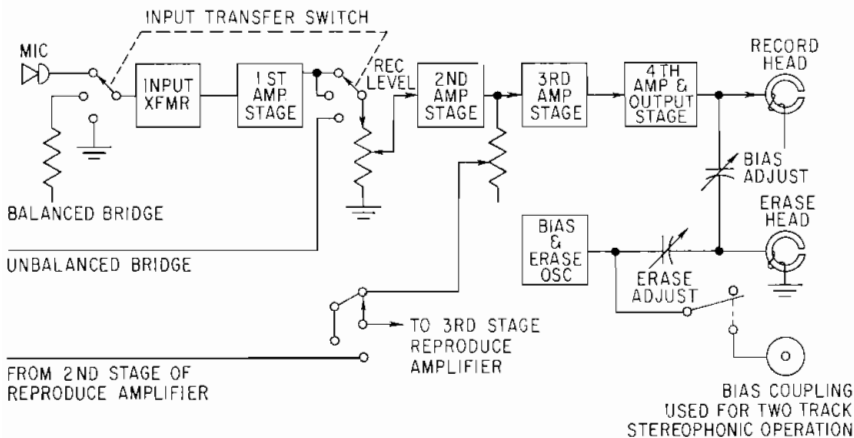 INPUT TRANSFER SWITCH
MIC
INPUT
XFMR
1ST
AMP
STAGE
REC
LEVEL
2ND
AMP
STAGE
3RD
AMP
STAGE
4TH
AMP &
OUTPUT
STAGE
RECORD
HEAD
BIAS
ADJUST
BALANCED BRIDGE
UNBALANCED BRIDGE
BIAS
&
ERASE
OSC
ERASE
ADJUST
ERASE
HEAD
TO 3RD STAGE
REPRODUCE
AMPLIFIER
FROM 2ND STAGE OF
REPRODUCE AMPLIFIER
BIAS COUPLING
USED FOR TWO TRACK
STEREOPHONIC OPERATION